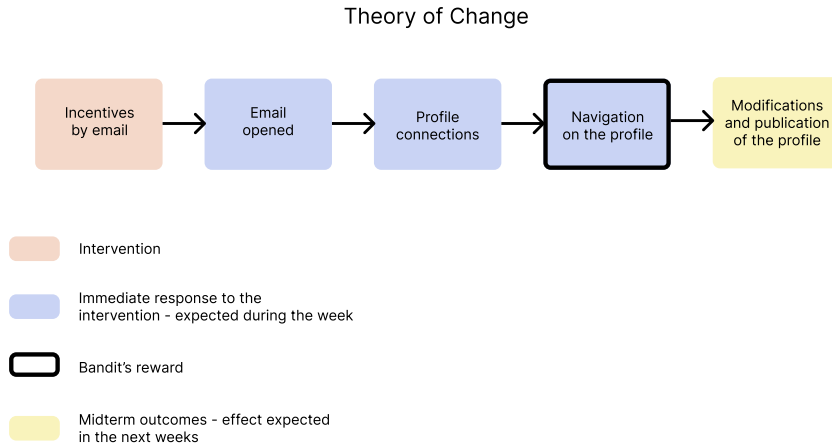 Theory of Change
Incentives
by email
Email
opened
Profile
connections
Navigation
on the profile
Modifications
and publication
of the profile
Intervention
Immediate response to the
intervention - expected during the week
Bandit's reward
Midterm outcomes - effect expected
in the next weeks